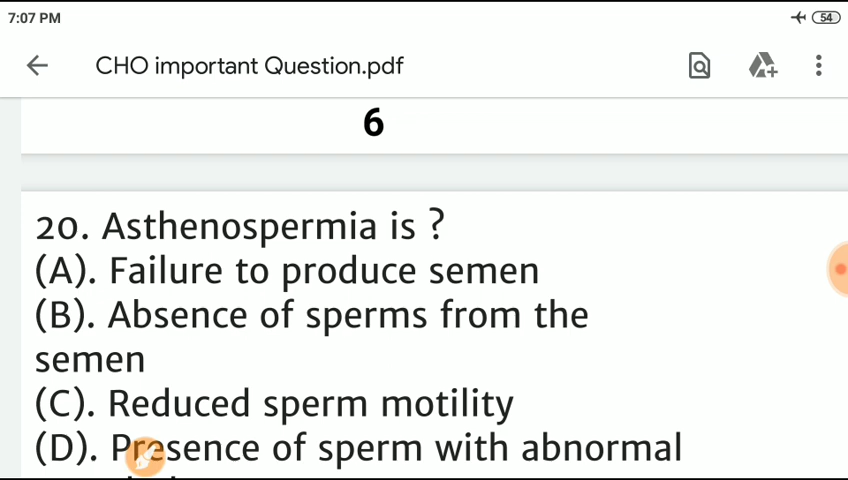 7:07 PM
54
CHO important Question.pdf
6
20. Asthenospermia is ?
(A). Failure to produce semen
(B). Absence of sperms from the
semen
(C). Reduced sperm motility
(D). Presence of sperm with abnormal